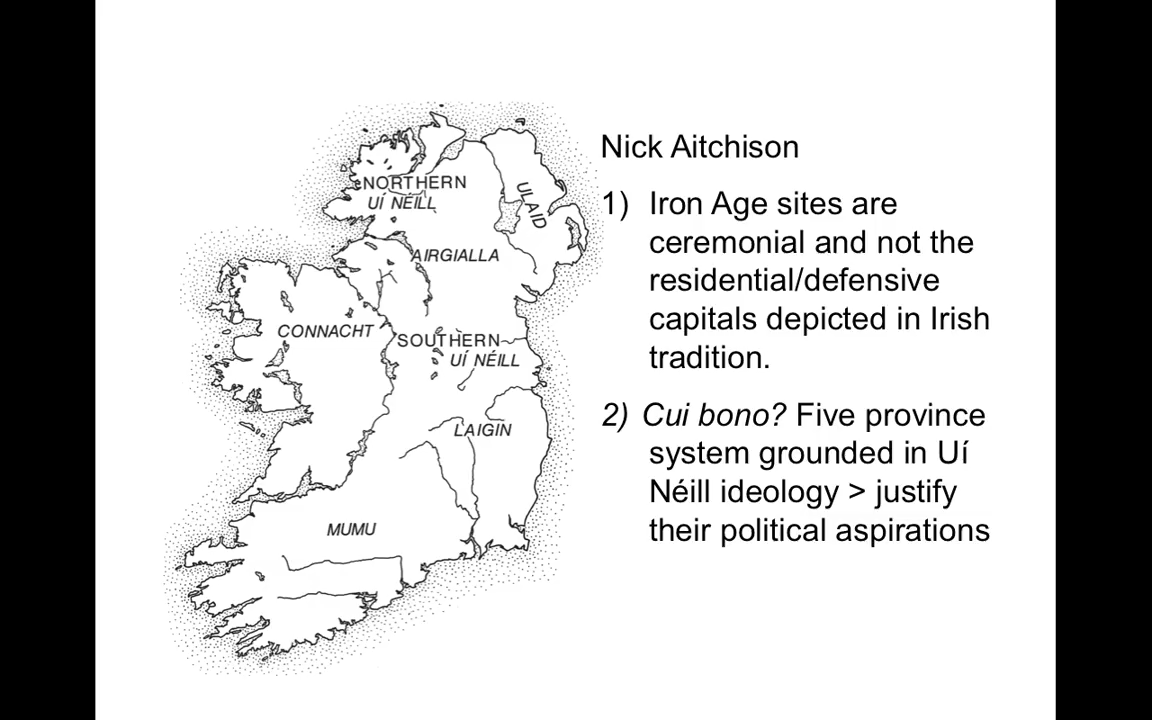 NORTHERN
UÍ NÉILL
ULAID
AIRGIALLA
CONNACHT
SOUTHERN
UÍ NÉILL
LAIGIN
MUMU
Nick Aitchison
1) Iron Age sites are
ceremonial and not the
residential/defensive
capitals depicted in Irish
tradition.
2) Cui bono? Five province
system grounded in Uí
Néill ideology > justify
their political aspirations